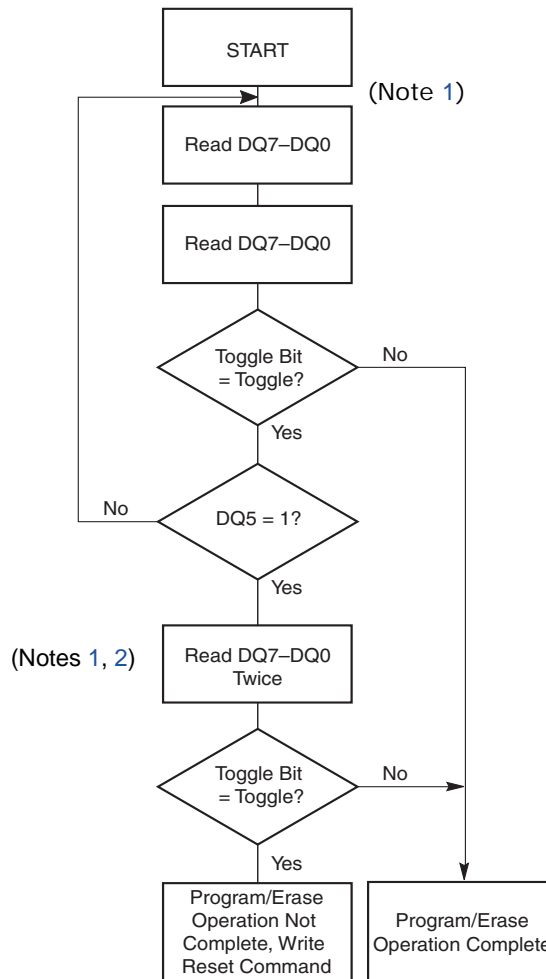 START
(Note 1)
Read DQ7–DQ0
Read DQ7–DQ0
Toggle Bit
= Toggle?
No
Yes
No
DQ5 = 1?
Yes
(Notes 1, 2)
Read DQ7–DQ0
Twice
Toggle Bit
= Toggle?
No
Yes
Program/Erase
Operation Not
Complete, Write
Reset Command
Program/Erase
Operation Complete